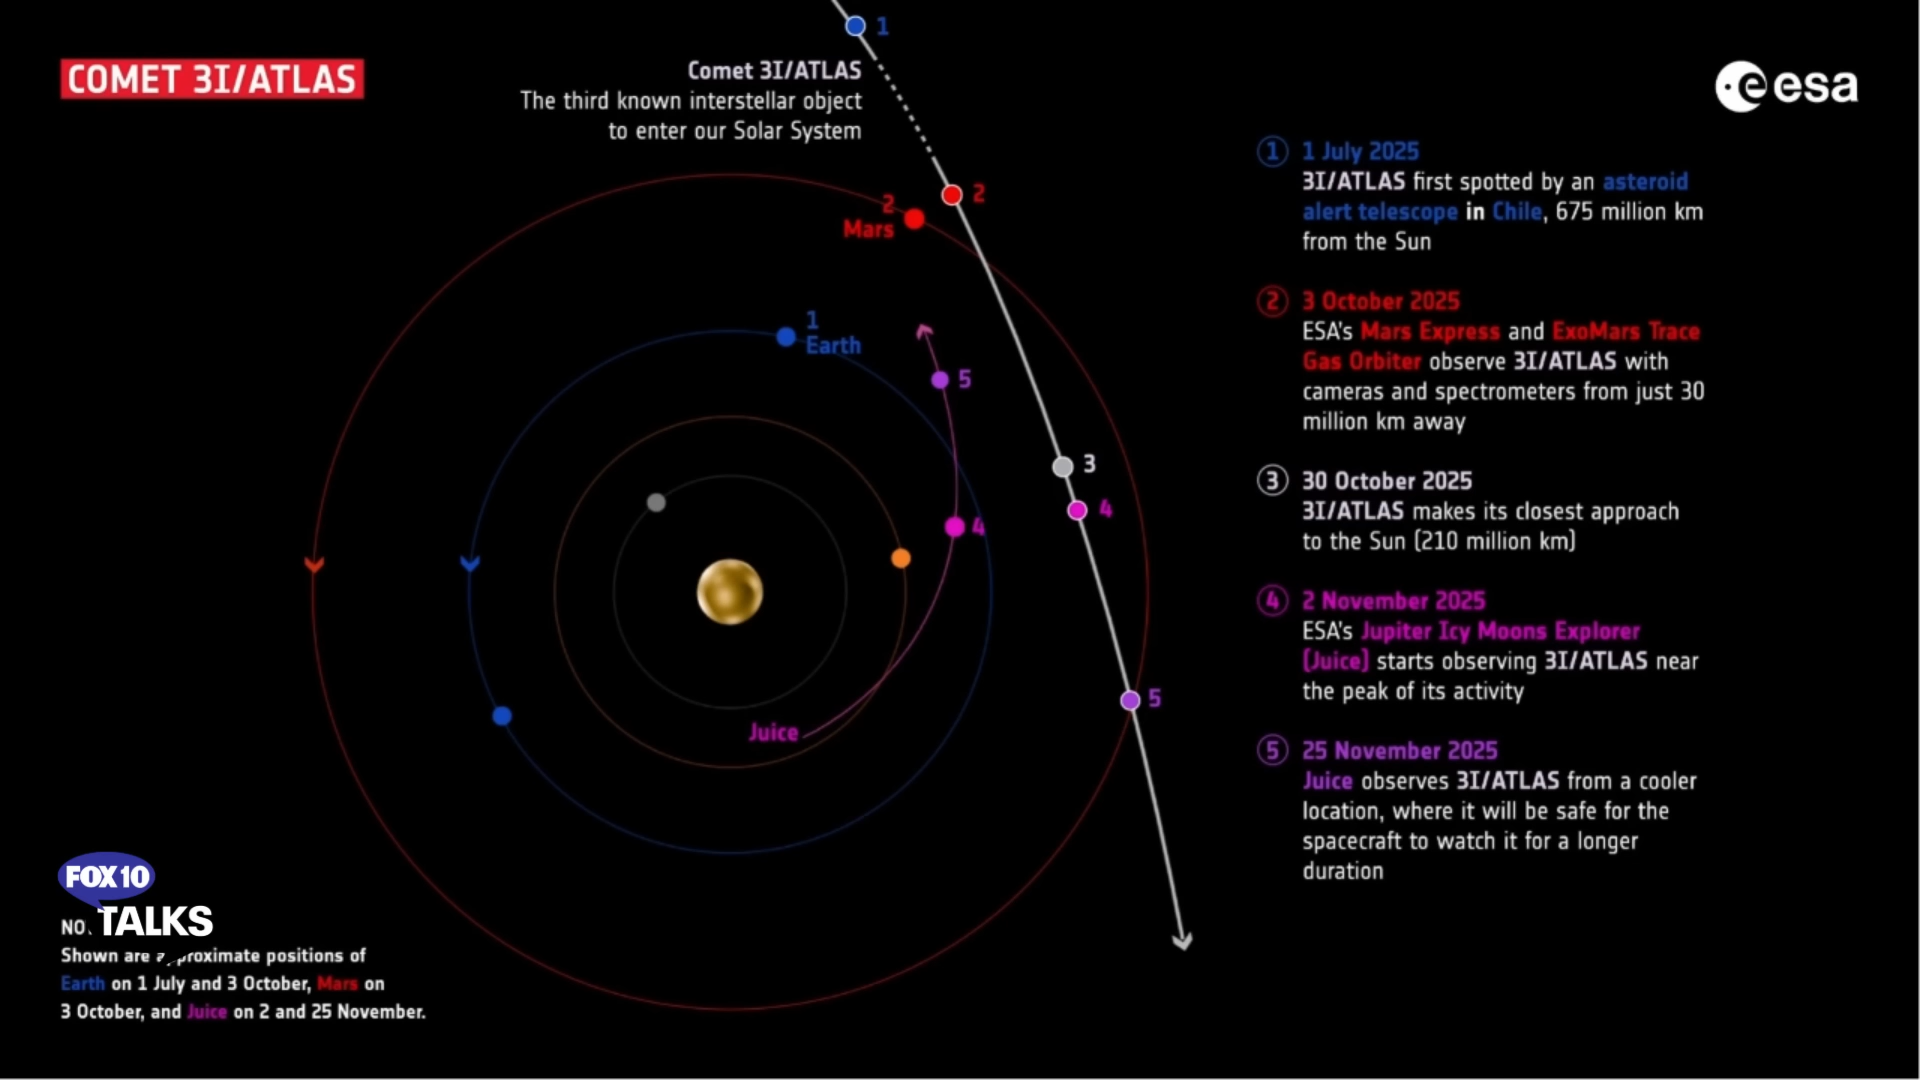 COMET 3I/ATLAS
1
Comet 3I/ATLAS
The third known interstellar object
to enter our Solar System
esa
2
2
Mars
1
Earth
5
3
4
4
5
Juice
1 1 July 2025
3I/ATLAS first spotted by an asteroid
alert telescope in Chile, 675 million km
from the Sun
2 3 October 2025
ESA's Mars Express and ExoMars Trace
Gas Orbiter observe 3I/ATLAS with
cameras and spectrometers from just 30
million km away
3 30 October 2025
3I/ATLAS makes its closest approach
to the Sun (210 million km)
4 2 November 2025
ESA's Jupiter Icy Moons Explorer
(Juice) starts observing 3I/ATLAS near
the peak of its activity
5 25 November 2025
Juice observes 3I/ATLAS from a cooler
location, where it will be safe for the
spacecraft to watch it for a longer
duration
FOX 10
TALKS
Shown are approximate positions of
Earth on 1 July and 3 October, Mars on
3 October, and Juice on 2 and 25 November.